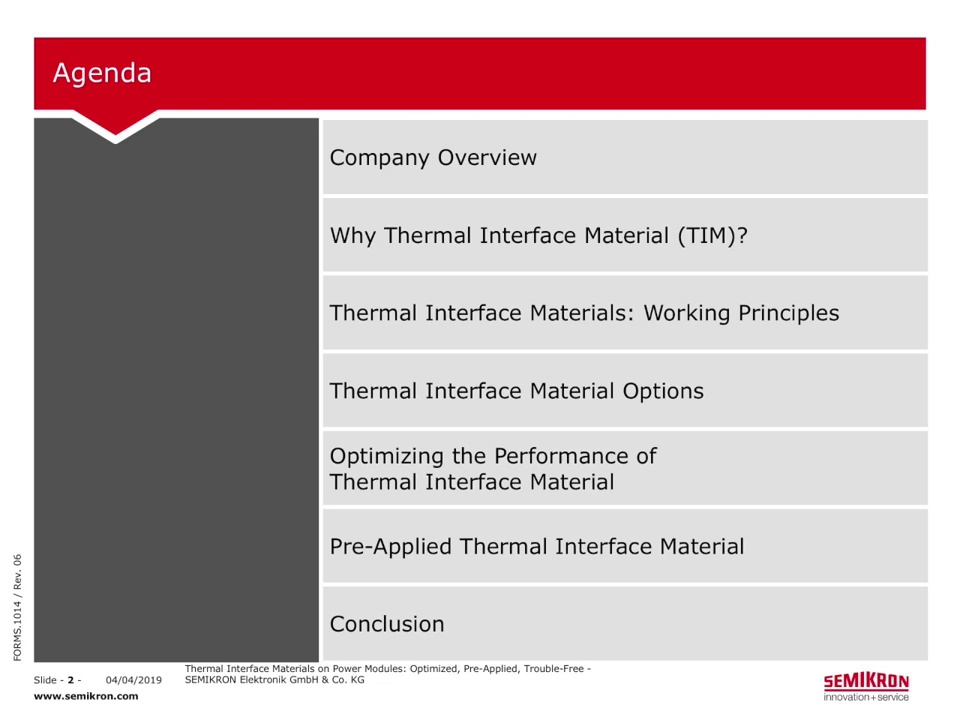 Agenda
Company Overview
Why Thermal Interface Material (TIM)?
Thermal Interface Materials: Working Principles
Thermal Interface Material Options
Optimizing the Performance of
Thermal Interface Material
Pre-Applied Thermal Interface Material
Conclusion
FORMS.1014 / Rev. 06
Slide - 2 - 04/04/2019
Thermal Interface Materials on Power Modules: Optimized, Pre-Applied, Trouble-Free -
SEMIKRON Elektronik GmbH & Co. KG
www.semikron.com
SEMIKRON
innovation+service